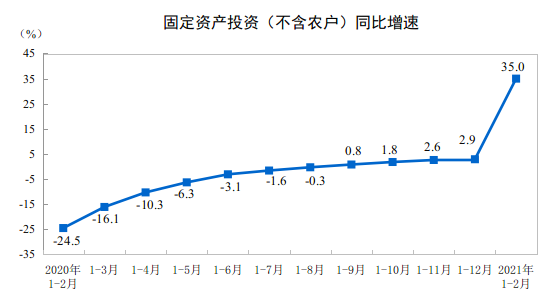 固定资产投资（不含农户）同比增速
（%）
45
35
25
15
5
-5
-15
-25
-35
-24.5
-16.1
-10.3
-6.3
-3.1
-1.6
-0.3
0.8
1.8
2.6
2.9
35.0
2020年
1-2月
1-3月
1-4月
1-5月
1-6月
1-7月
1-8月
1-9月
1-10月
1-11月
1-12月
2021年
1-2月